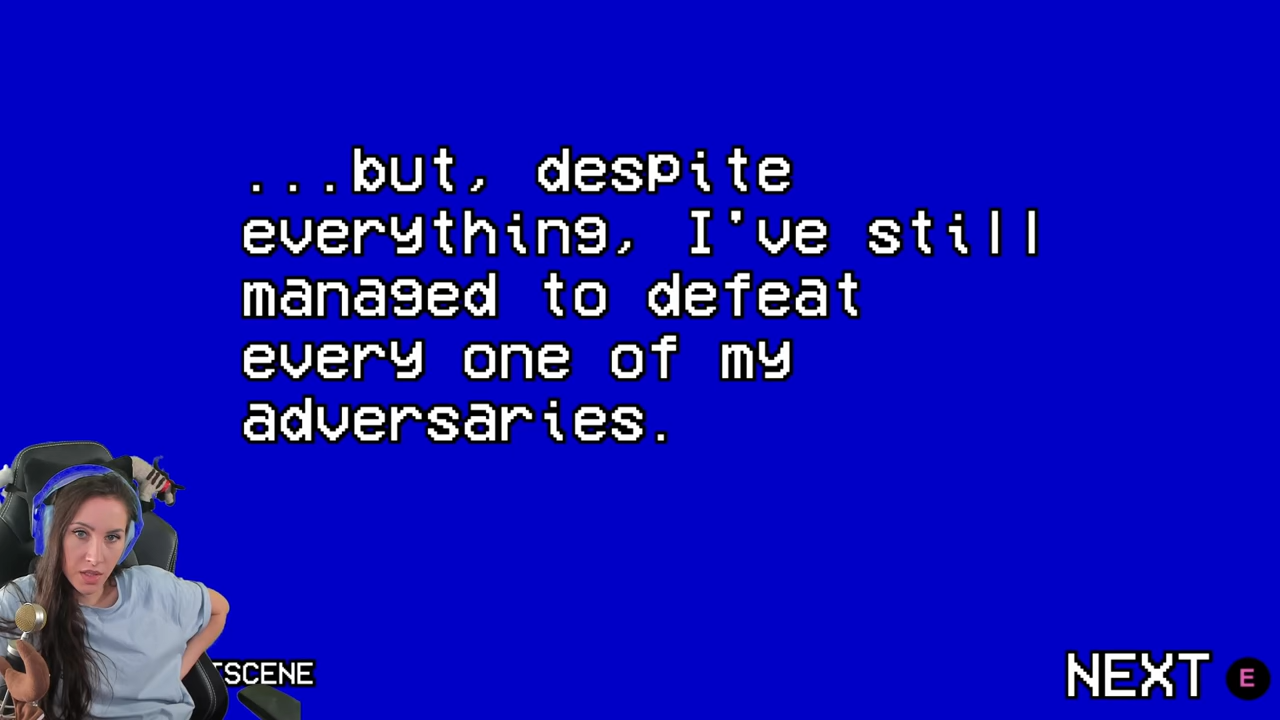 ...but, despite
everything, I've still
managed to defeat
every one of my
adversaries.
NEXT E